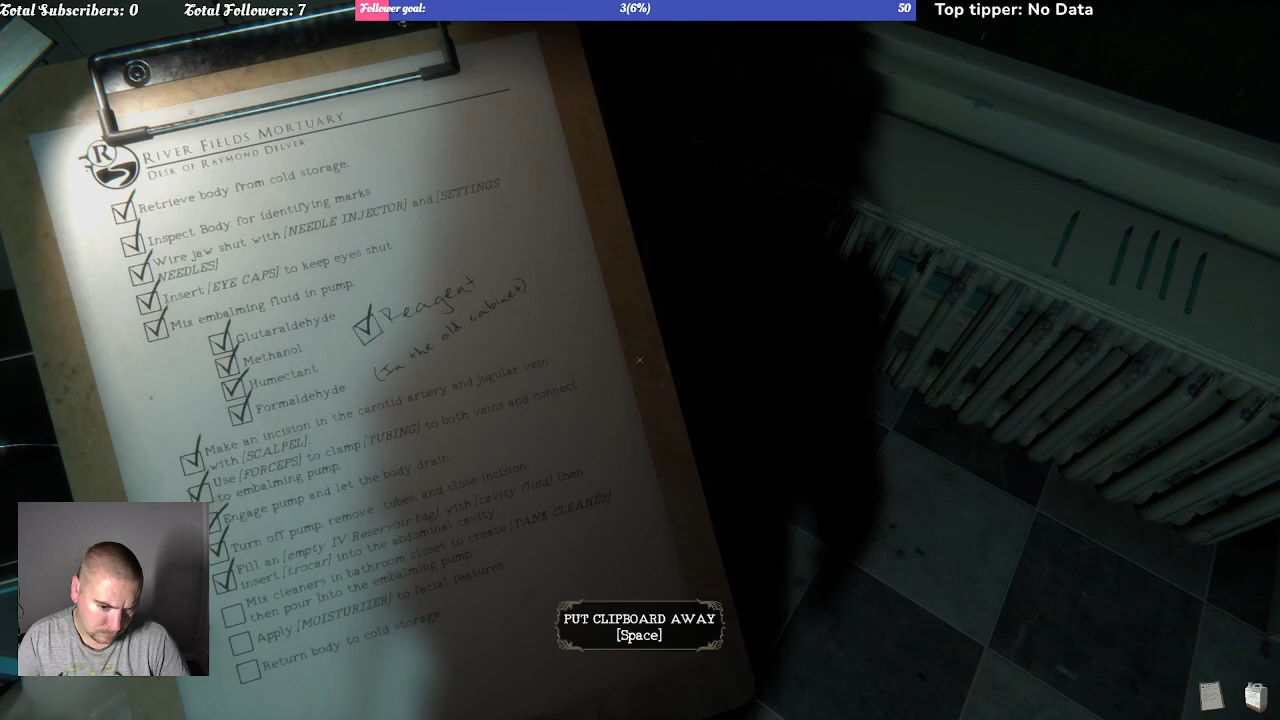 Total Subscribers: 0
Total Followers: 7
Follower goal:
3(6%)
50
Top tipper: No Data
R
RIVER FIELDS MORTUARY
DESK OF RAYMOND DELVER
Retrieve body from cold storage.
Inspect Body for identifying marks
Wire jaw shut with [NEEDLE INJECTOR] and [SETTINGS
NEEDLES]
Insert [EYE CAPS] to keep eyes shut
Mix embalming fluid in pump.
Glutaraldehyde
Methanol
Humectant
Formaldehyde
Reagent
(In the old cabinet)
Make an incision in the carotid artery and jugular vein
with [SCALPEL].
Use [FORCEPS] to clamp [TUBING] to both veins and connect
to embalming pump.
Engage pump and let the body drain.
Turn off pump, remove tubes, and close incision.
Fill an [empty IV Reservoir bag] with [cavity fluid] then
insert [trocar] into the abdominal cavity.
Mix cleaners in bathroom closet to create [TANK CLEANER]
then pour into the embalming pump.
Apply [MOISTURIZER] to facial features
Return body to cold storage.
PUT CLIPBOARD AWAY
[Space]